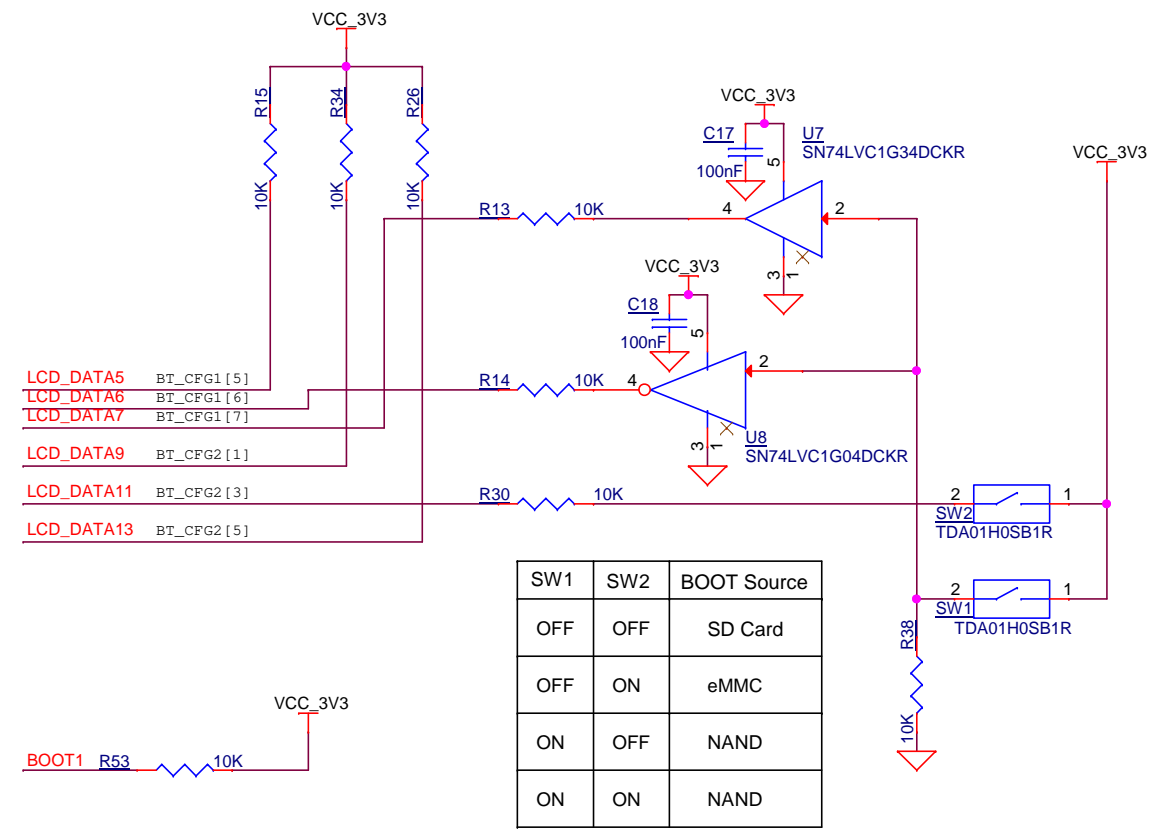 VCC_3V3
R15
R34
R26
10K
10K
10K
VCC_3V3
C17
100nF
U7
SN74LVC1G34DCKR
5
4
2
3
1
R13
10K
VCC_3V3
VCC_3V3
C18
100nF
5
4
2
3
1
U8
SN74LVC1G04DCKR
R14
10K
LCD_DATA5 BT_CFG1[5]
LCD_DATA6 BT_CFG1[6]
LCD_DATA7 BT_CFG1[7]
LCD_DATA9 BT_CFG2[1]
LCD_DATA11 BT_CFG2[3]
LCD_DATA13 BT_CFG2[5]
R30
10K
2
1
SW2
TDA01H0SB1R
2
1
SW1
TDA01H0SB1R
R38
10K
SW1 SW2 BOOT Source
OFF OFF SD Card
OFF ON eMMC
ON OFF NAND
ON ON NAND
VCC_3V3
BOOT1 R53 10K